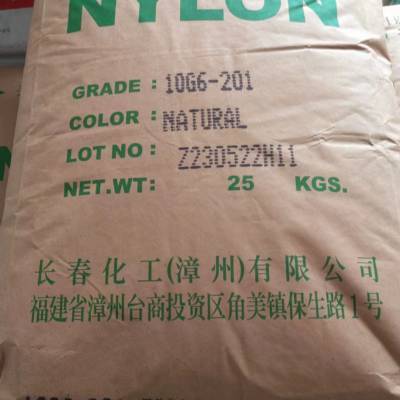 NYLON
GRADE: 10G6-201
COLOR: NATURAL
LOT NO: Z230522H11
NET.WT: 25 KGS.
长春化工(漳州)有限公司
福建省漳州台商投资区角美镇保生路1号